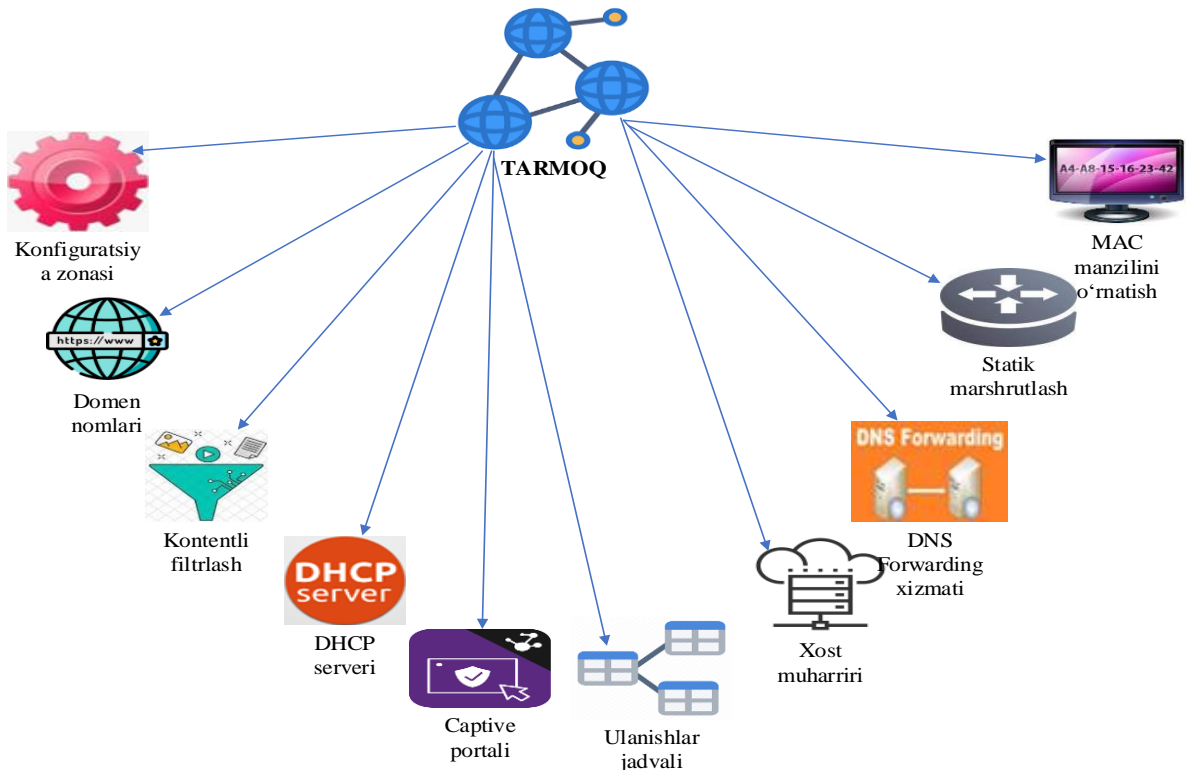 TARMOQ
Konfiguratsiy
a zonasi
https://www
Domen
nomlari
Kontentli
filtrlash
DHCP
server
DHCP
serveri
Captive
portali
Ulanishlar
jadvali
Xost
muharriri
DNS Forwarding
DNS
Forwarding
xizmati
Statik
marshrutlash
A4-A8-15-16-23-42
MAC
manzilini
o‘rnatish